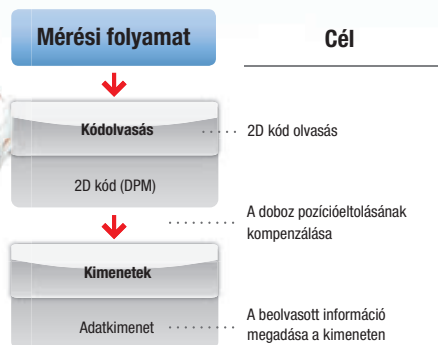 Mérési folyamat
Cél
Kódolvasás
2D kód olvasás
2D kód (DPM)
A doboz pozícióeltolásának
kompenzálása
Kimenetek
Adatkimenet
A beolvasott információ
megadása a kimeneten